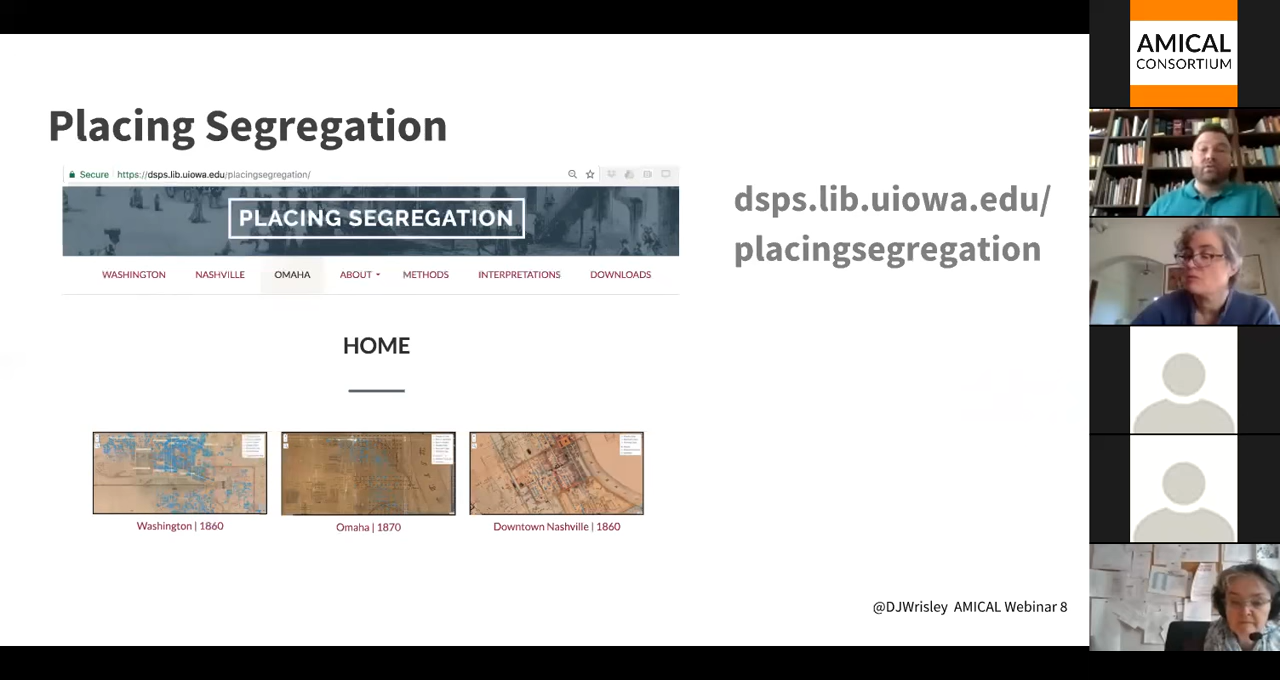 Placing Segregation
Secure https://dsps.lib.uiowa.edu/placingsegregation/
PLACING SEGREGATION
WASHINGTON NASHVILLE OMAHA ABOUT METHODS INTERPRETATIONS DOWNLOADS
HOME
Washington | 1860 Omaha | 1870 Downtown Nashville | 1860
dsps.lib.uiowa.edu/
placingsegregation
@DJWrisley AMICAL Webinar 8
AMICAL
CONSORTIUM